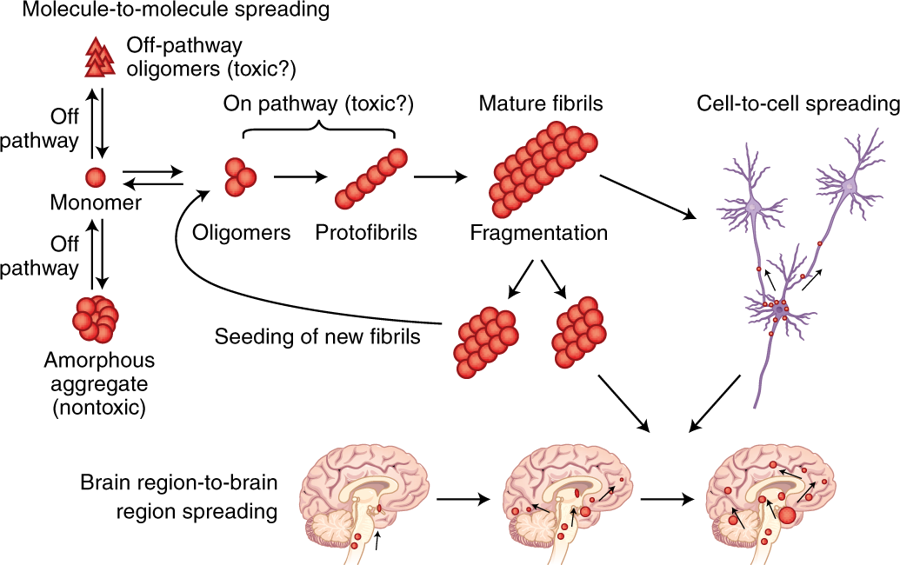 Molecule-to-molecule spreading
Off-pathway
oligomers (toxic?)
Off
pathway
On pathway (toxic?)
Mature fibrils
Cell-to-cell spreading
Monomer
Oligomers
Protofibrils
Fragmentation
Off
pathway
Seeding of new fibrils
Amorphous
aggregate
(nontoxic)
Brain region-to-brain
region spreading